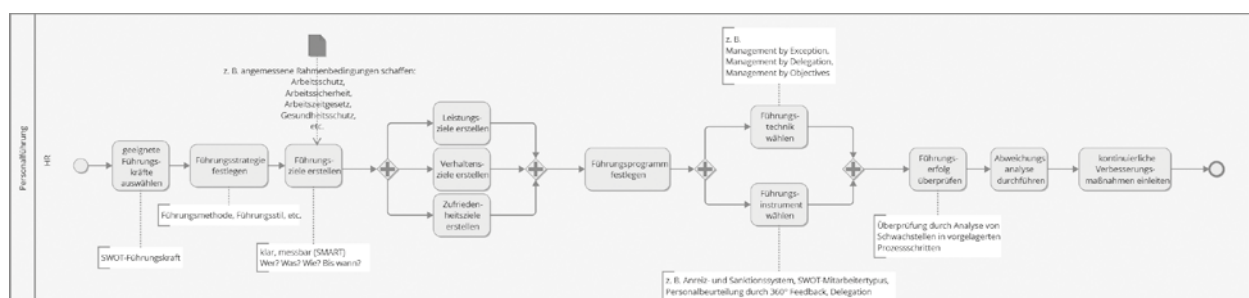 Personalführung
HR
geeignete
Führungs-
kräfte
auswählen
SWOT-Führungskraft
Führungsstrategie
festlegen
Führungsmethode, Führungsstil, etc.
z. B. angemessene Rahmenbedingungen schaffen:
Arbeitsschutz,
Arbeitssicherheit,
Arbeitszeitgesetz,
Gesundheitsschutz,
etc.
Führungs-
ziele erstellen
klar, messbar (SMART)
Wer? Was? Wie? Bis wann?
Leistungs-
ziele erstellen
Verhaltens-
ziele erstellen
Zufrieden-
heitsziele
erstellen
Führungsprogramm
festlegen
z. B.
Management by Exception,
Management by Delegation,
Management by Objectives
Führungs-
technik
wählen
Führungs-
instrument
wählen
z. B. Anreiz- und Sanktionssystem, SWOT-Mitarbeitertypus,
Personalbeurteilung durch 360° Feedback, Delegation
Führungs-
erfolg
überprüfen
Überprüfung durch Analyse von
Schwachstellen in vorgelagerten
Prozessschritten
Abweichungs
analyse
durchführen
kontinuierliche
Verbesserungs-
maßnahmen einleiten